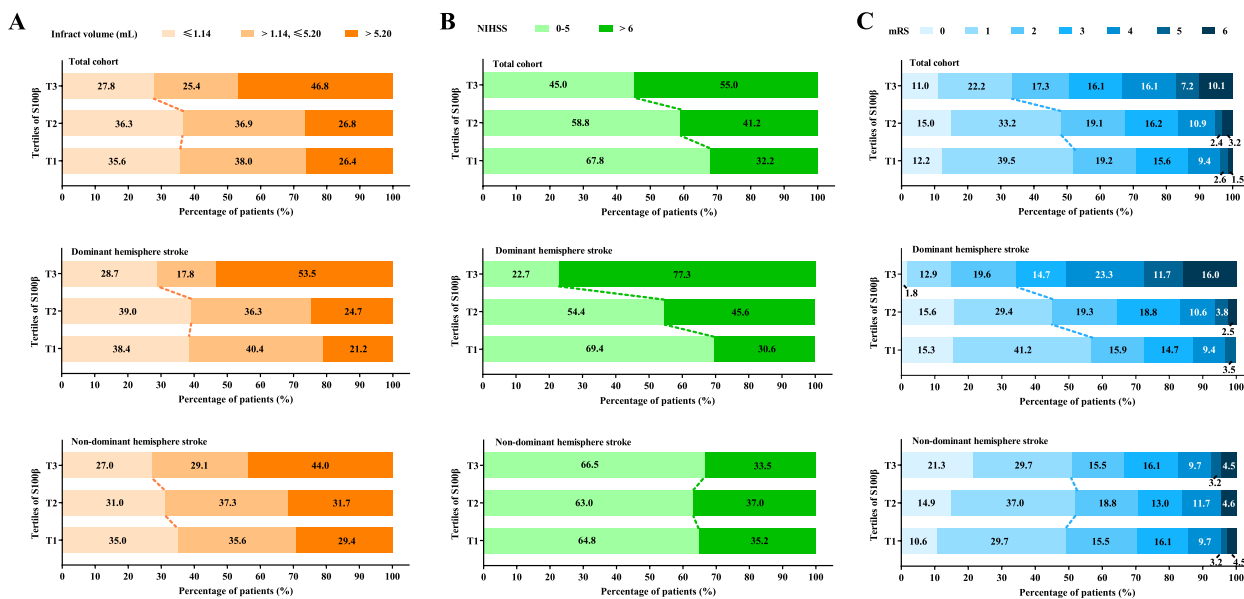 A
Infract volume (mL) ≤1.14 > 1.14, ≤5.20 > 5.20
Total cohort
Tertiles of S100β
T3 27.8 25.4 46.8
T2 36.3 36.9 26.8
T1 35.6 38.0 26.4
0 10 20 30 40 50 60 70 80 90 100
Percentage of patients (%)
Dominant hemisphere stroke
Tertiles of S100β
T3 28.7 17.8 53.5
T2 39.0 36.3 24.7
T1 38.4 40.4 21.2
0 10 20 30 40 50 60 70 80 90 100
Percentage of patients (%)
Non-dominant hemisphere stroke
Tertiles of S100β
T3 27.0 29.1 44.0
T2 31.0 37.3 31.7
T1 35.0 35.6 29.4
0 10 20 30 40 50 60 70 80 90 100
Percentage of patients (%)
B
NIHSS 0-5 > 6
Total cohort
Tertiles of S100β
T3 45.0 55.0
T2 58.8 41.2
T1 67.8 32.2
0 10 20 30 40 50 60 70 80 90 100
Percentage of patients (%)
Dominant hemisphere stroke
Tertiles of S100β
T3 22.7 77.3
T2 54.4 45.6
T1 69.4 30.6
0 10 20 30 40 50 60 70 80 90 100
Percentage of patients (%)
Non-dominant hemisphere stroke
Tertiles of S100β
T3 66.5 33.5
T2 63.0 37.0
T1 64.8 35.2
0 10 20 30 40 50 60 70 80 90 100
Percentage of patients (%)
C
mRS 0 1 2 3 4 5 6
Total cohort
Tertiles of S100β
T3 11.0 22.2 17.3 16.1 16.1 7.2 10.1
T2 15.0 33.2 19.1 16.2 10.9
2.4 3.2
T1 12.2 39.5 19.2 15.6 9.4
2.6 1.5
0 10 20 30 40 50 60 70 80 90 100
Percentage of patients (%)
Dominant hemisphere stroke
Tertiles of S100β
T3 12.9 19.6 14.7 23.3 11.7 16.0
1.8
T2 15.6 29.4 19.3 18.8 10.6 3.8
2.5
T1 15.3 41.2 15.9 14.7 9.4
3.5
0 10 20 30 40 50 60 70 80 90 100
Percentage of patients (%)
Non-dominant hemisphere stroke
Tertiles of S100β
T3 21.3 29.7 15.5 16.1 9.7 4.5
3.2
T2 14.9 37.0 18.8 13.0 11.7 4.6
T1 10.6 29.7 15.5 16.1 9.7
3.2 4.5
0 10 20 30 40 50 60 70 80 90 100
Percentage of patients (%)